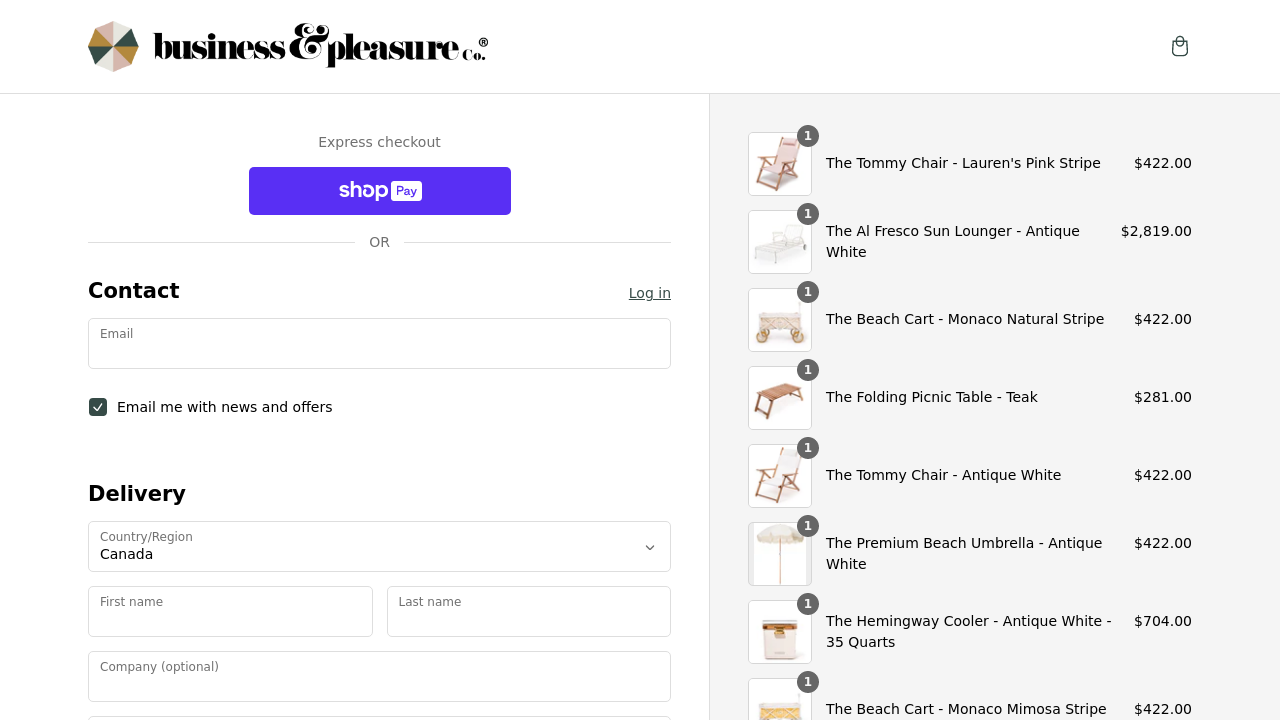 business & pleasure Co.®
Express checkout
shop Pay
OR
Contact
Log in
Email
Email me with news and offers
Delivery
Country/Region
Canada
First name
Last name
Company (optional)
1
The Tommy Chair - Lauren's Pink Stripe
$422.00
1
The Al Fresco Sun Lounger - Antique
White
$2,819.00
1
The Beach Cart - Monaco Natural Stripe
$422.00
1
The Folding Picnic Table - Teak
$281.00
1
The Tommy Chair - Antique White
$422.00
1
The Premium Beach Umbrella - Antique
White
$422.00
1
The Hemingway Cooler - Antique White -
35 Quarts
$704.00
1
The Beach Cart - Monaco Mimosa Stripe
$422.00